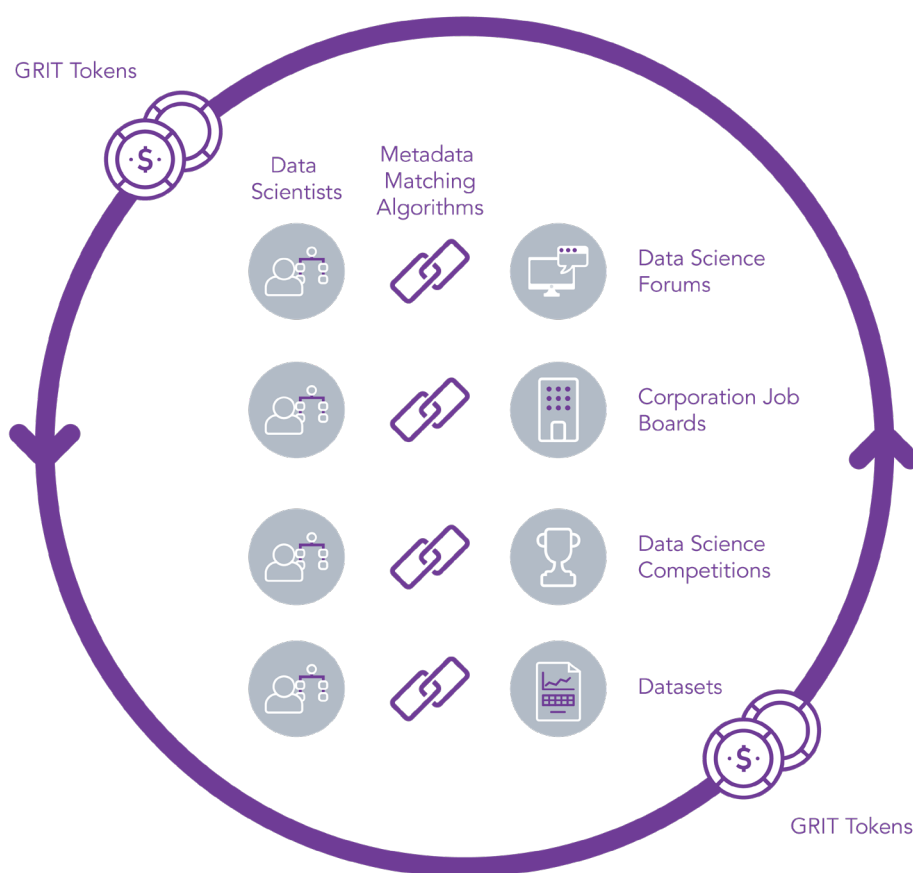 GRIT Tokens
Data
Scientists
Metadata
Matching
Algorithms
$
Data Science
Forums
Corporation Job
Boards
Data Science
Competitions
Datasets
$
GRIT Tokens